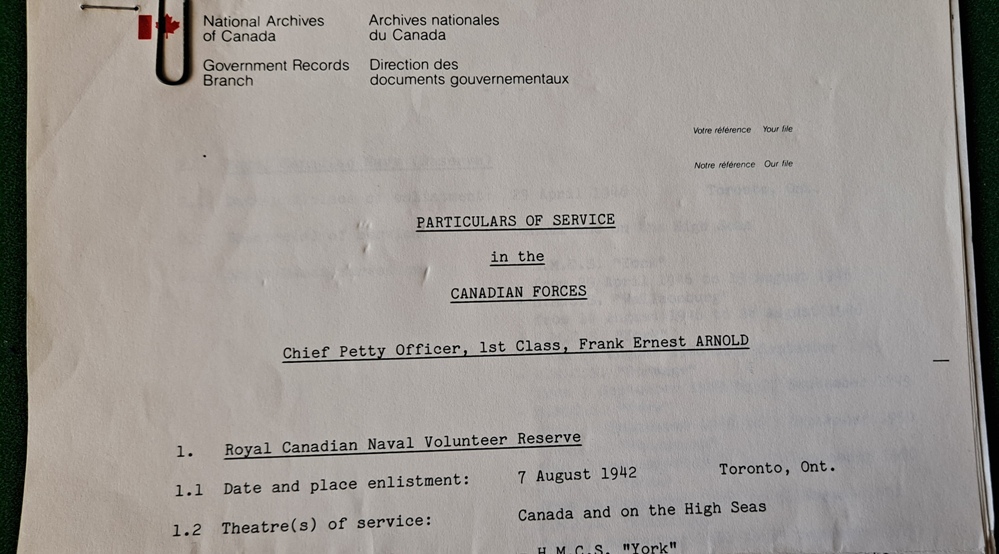 National Archives of Canada
Archives nationales du Canada
Government Records Branch
Direction des documents gouvernementaux
Votre référence Your file
Notre référence Our file
PARTICULARS OF SERVICE
in the
CANADIAN FORCES
Chief Petty Officer, 1st Class, Frank Ernest ARNOLD
1. Royal Canadian Naval Volunteer Reserve
1.1 Date and place enlistment: 7 August 1942 Toronto, Ont.
1.2 Theatre(s) of service: Canada and on the High Seas
H.M.C.S. "York"